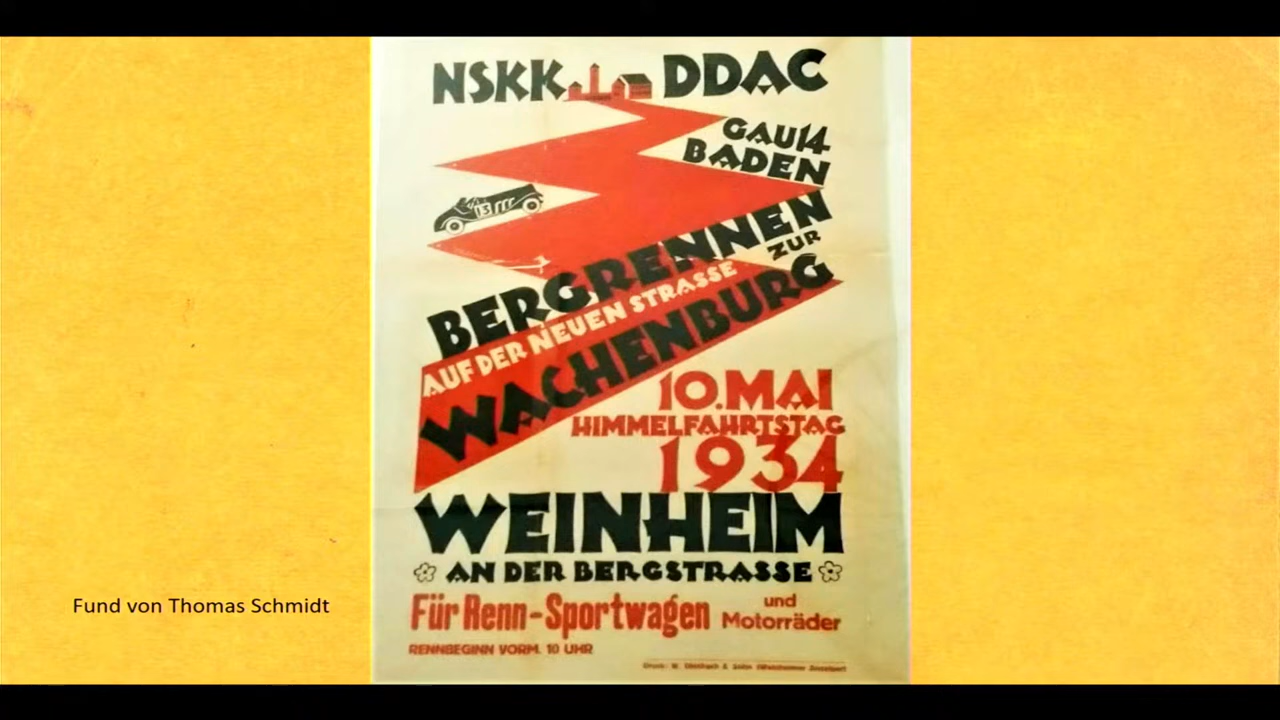 NSKK DDAC
GAU 14
BADEN
BERGRENNEN
ZUR
AUF DER NEUEN STRASSE
WACHENBURG
10. MAI
HIMMELFAHRTSTAG
1934
WEINHEIM
AN DER BERGSTRASSE
Für Renn-Sportwagen und
Motorräder
RENNBEGINN VORM. 10 UHR
Druck: &
13
Fund von Thomas Schmidt